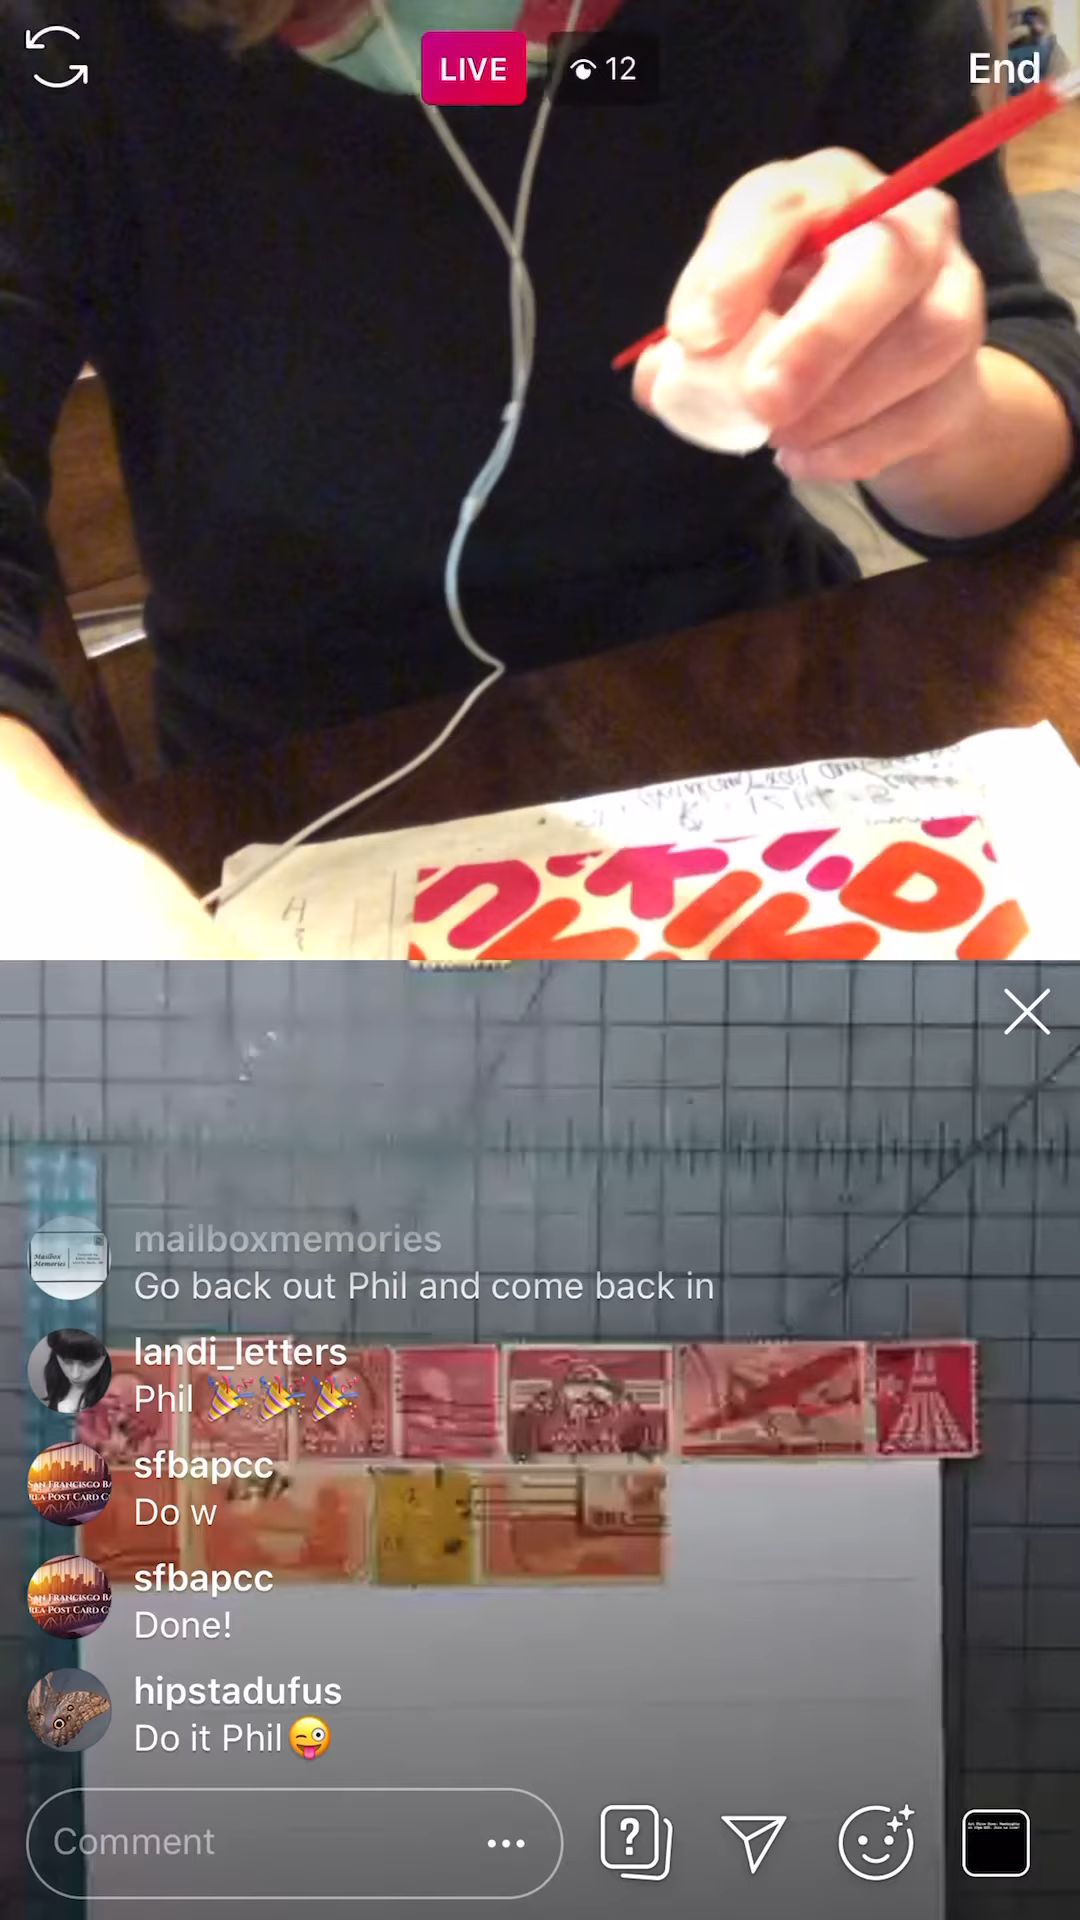 LIVE
12
End
mailboxmemories
Go back out Phil and come back in
landi_letters
Phil 🎉🎉🎉
sfbapcc
Do w
sfbapcc
Done!
hipstadufus
Do it Phil😜
Comment